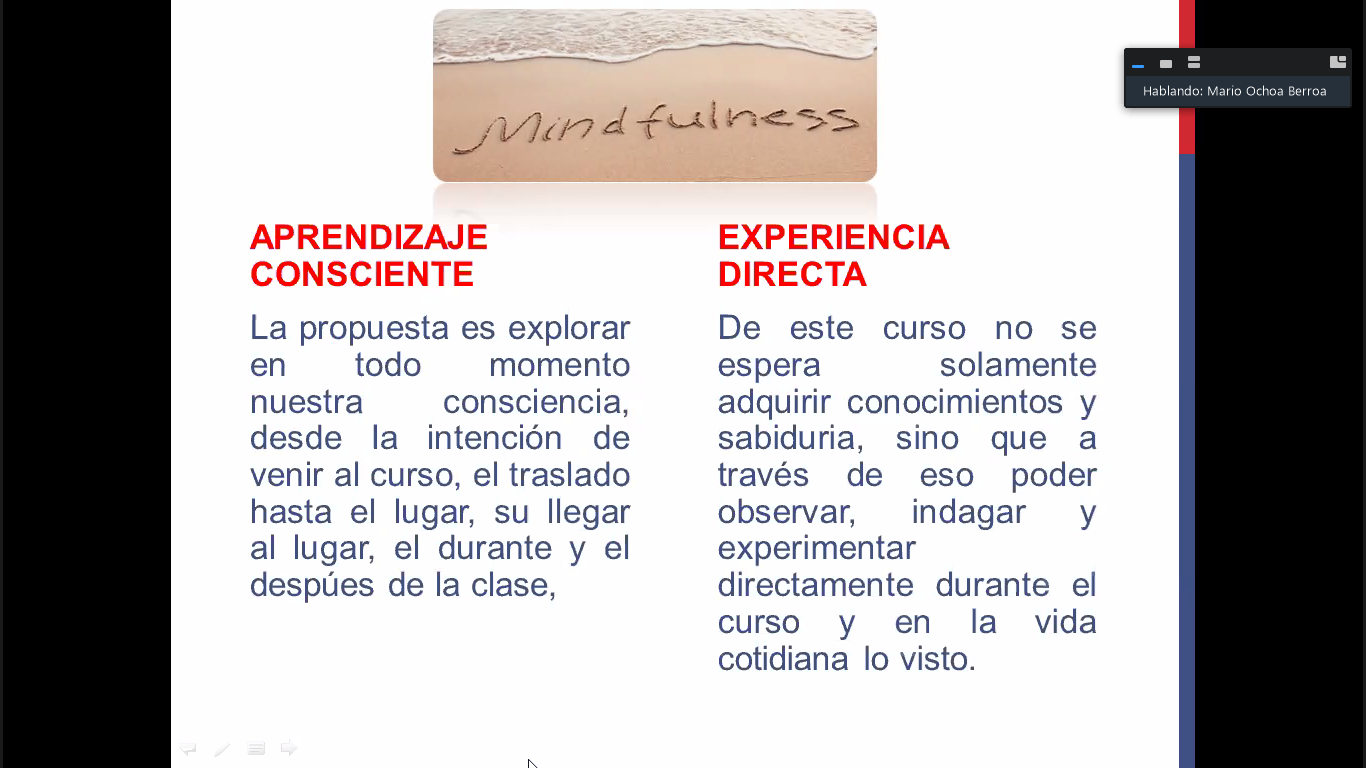 Mindfulness
Hablando: Mario Ochoa Berroa
APRENDIZAJE
CONSCIENTE
La propuesta es explorar
en todo momento
nuestra consciencia,
desde la intención de
venir al curso, el traslado
hasta el lugar, su llegar
al lugar, el durante y el
despúes de la clase,
EXPERIENCIA
DIRECTA
De este curso no se
espera solamente
adquirir conocimientos y
sabiduria, sino que a
través de eso poder
observar, indagar y
experimentar
directamente durante el
curso y en la vida
cotidiana lo visto.